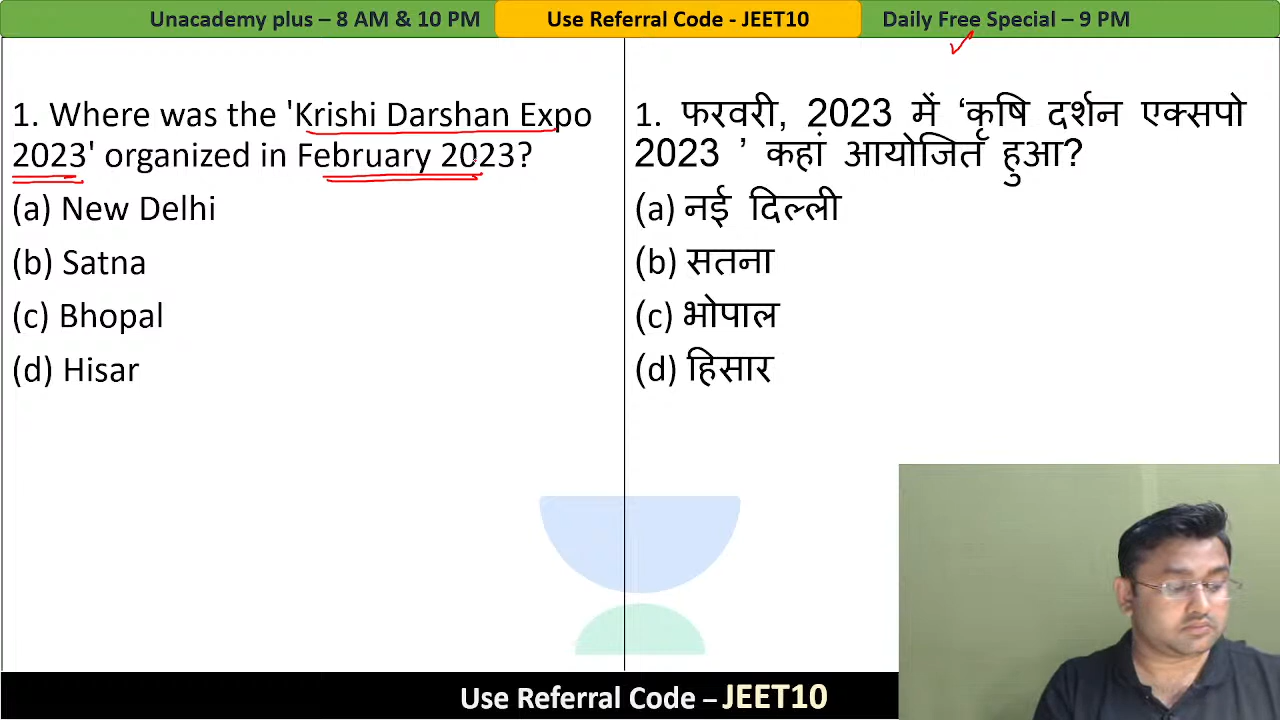 Unacademy plus – 8 AM & 10 PM
Use Referral Code - JEET10
Daily Free Special – 9 PM
1. Where was the 'Krishi Darshan Expo
2023' organized in February 2023?
(a) New Delhi
(b) Satna
(c) Bhopal
(d) Hisar
1. फरवरी, 2023 में ‘कृषि दर्शन एक्सपो
2023 ’ कहां आयोजित हुआ?
(a) नई दिल्ली
(b) सतना
(c) भोपाल
(d) हिसार
Use Referral Code – JEET10